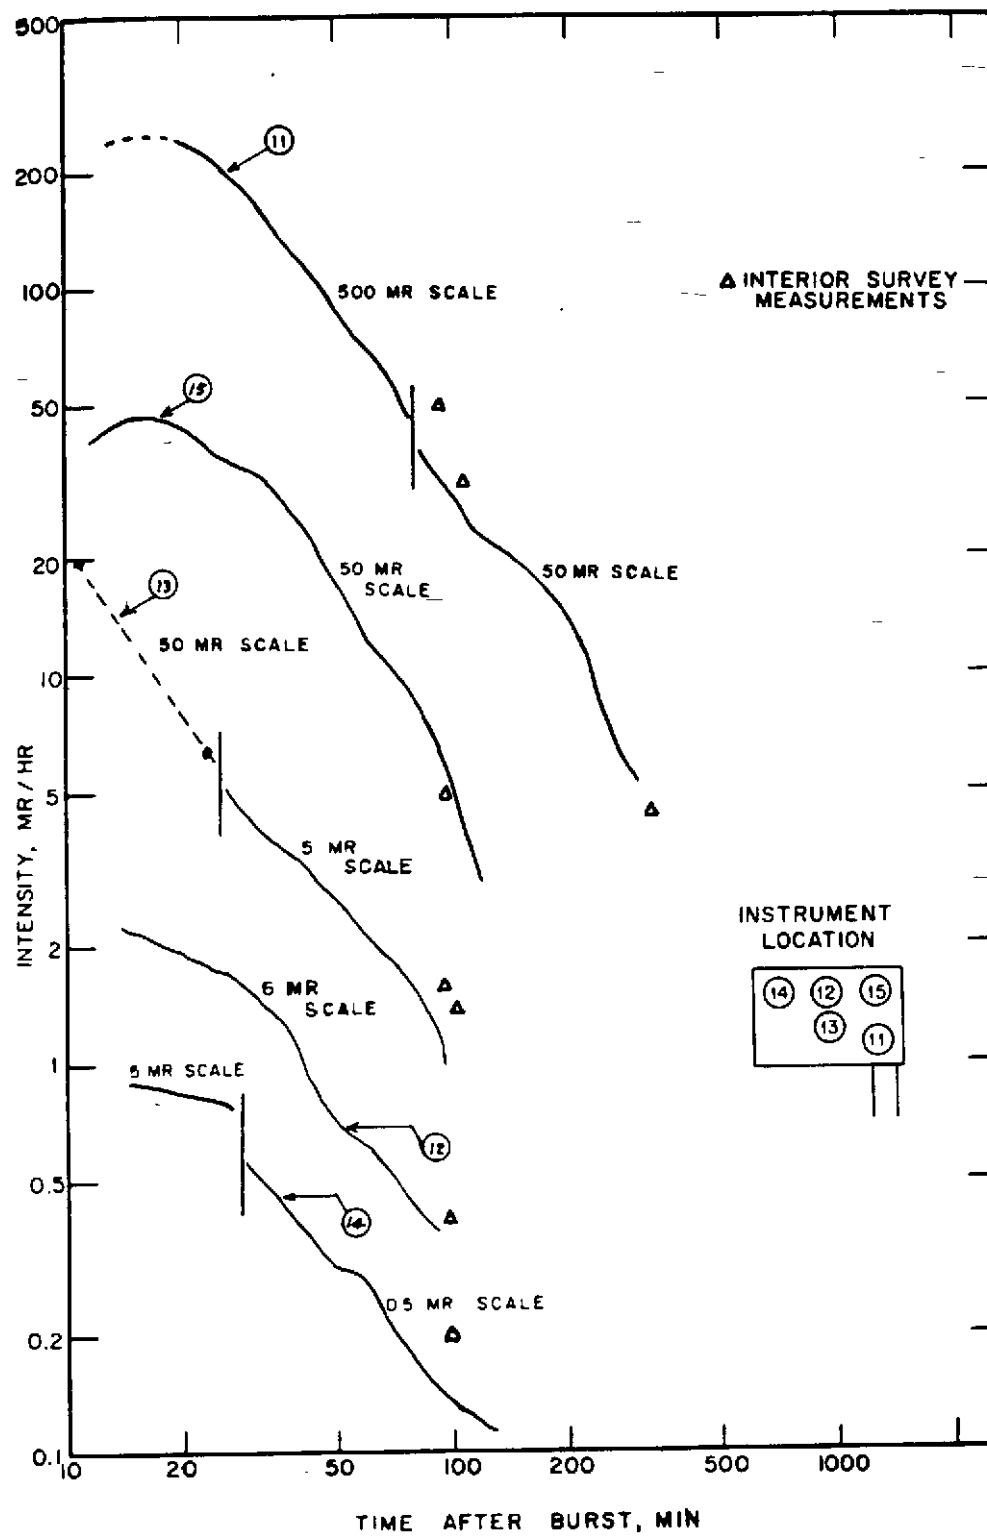 500
11
200
500 MR SCALE
100
△ INTERIOR SURVEY
MEASUREMENTS
15
50
20
50 MR
SCALE
50 MR SCALE
13
50 MR SCALE
10
5
5 MR
SCALE
INTENSITY, MR/HR
INSTRUMENT
LOCATION
14 12 15
13
11
2
5 MR
SCALE
1
5 MR SCALE
12
0.5
14
0.5 MR SCALE
0.2
0.1
10 20 50 100 200 500 1000
TIME AFTER BURST, MIN